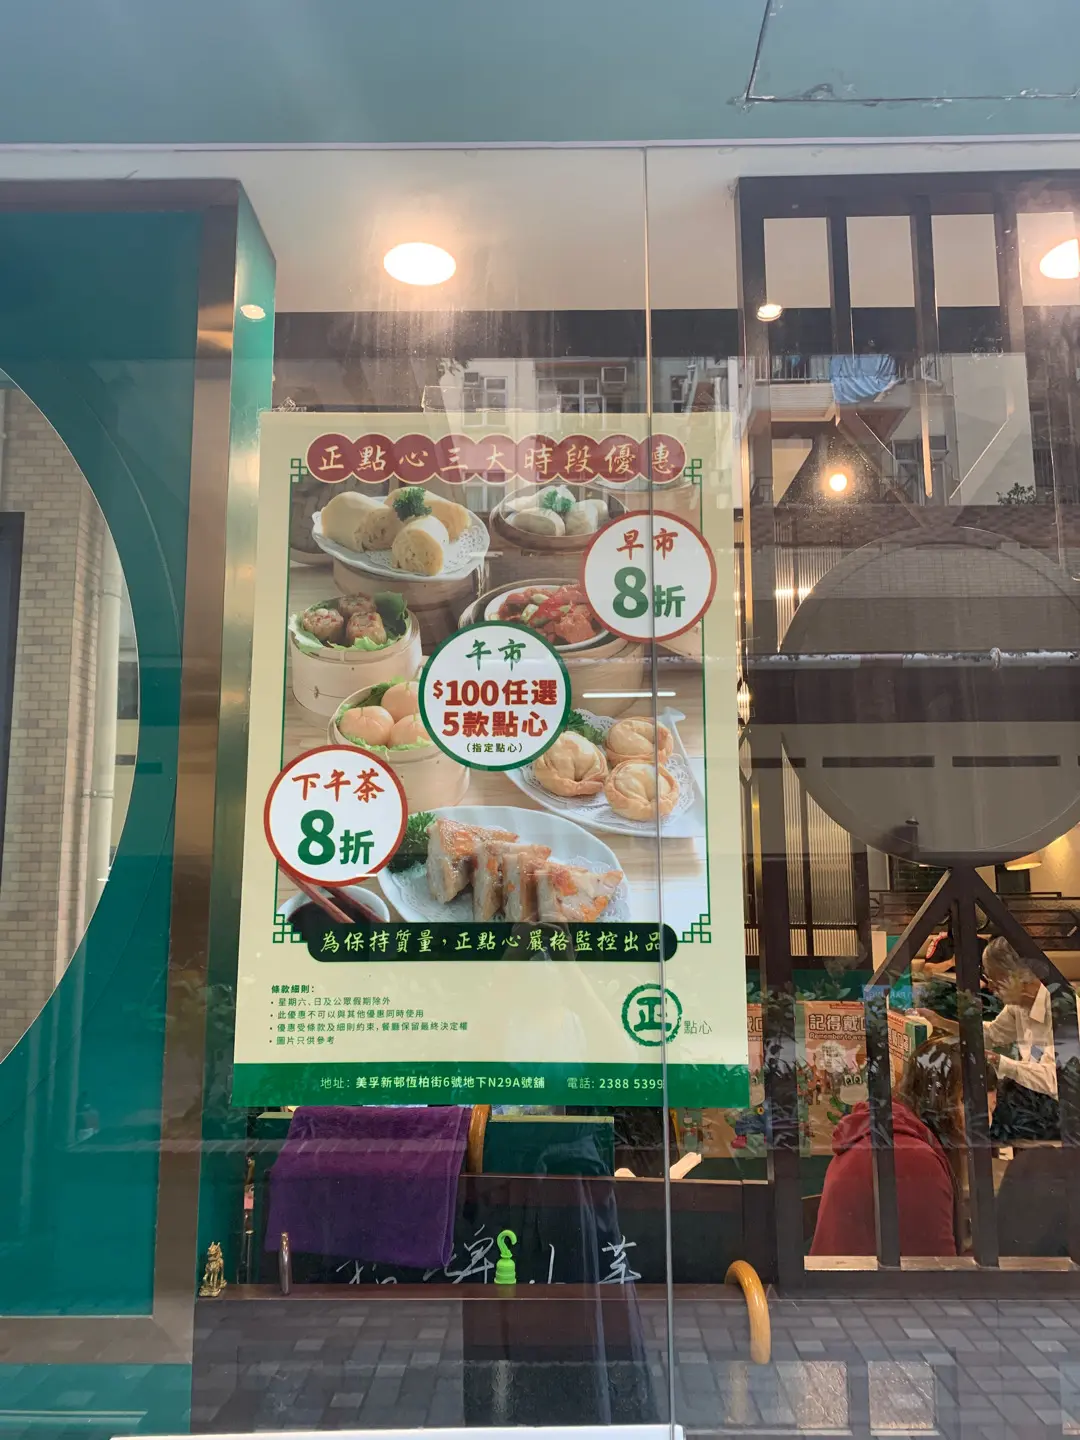 正點心三大時段優惠
早市
8折
午市
$100任選
5款點心
(指定點心)
下午茶
8折
為保持質量，正點心嚴格監控出品
條款細則：
• 星期六、日及公眾假期除外
• 此優惠不可以與其他優惠同時使用
• 優惠受條款及細則約束，餐廳保留最終決定權
• 圖片只供參考
正點心
地址：美孚新邨恆柏街6號地下N29A號舖 電話：2388 5399
記得戴口
小菜